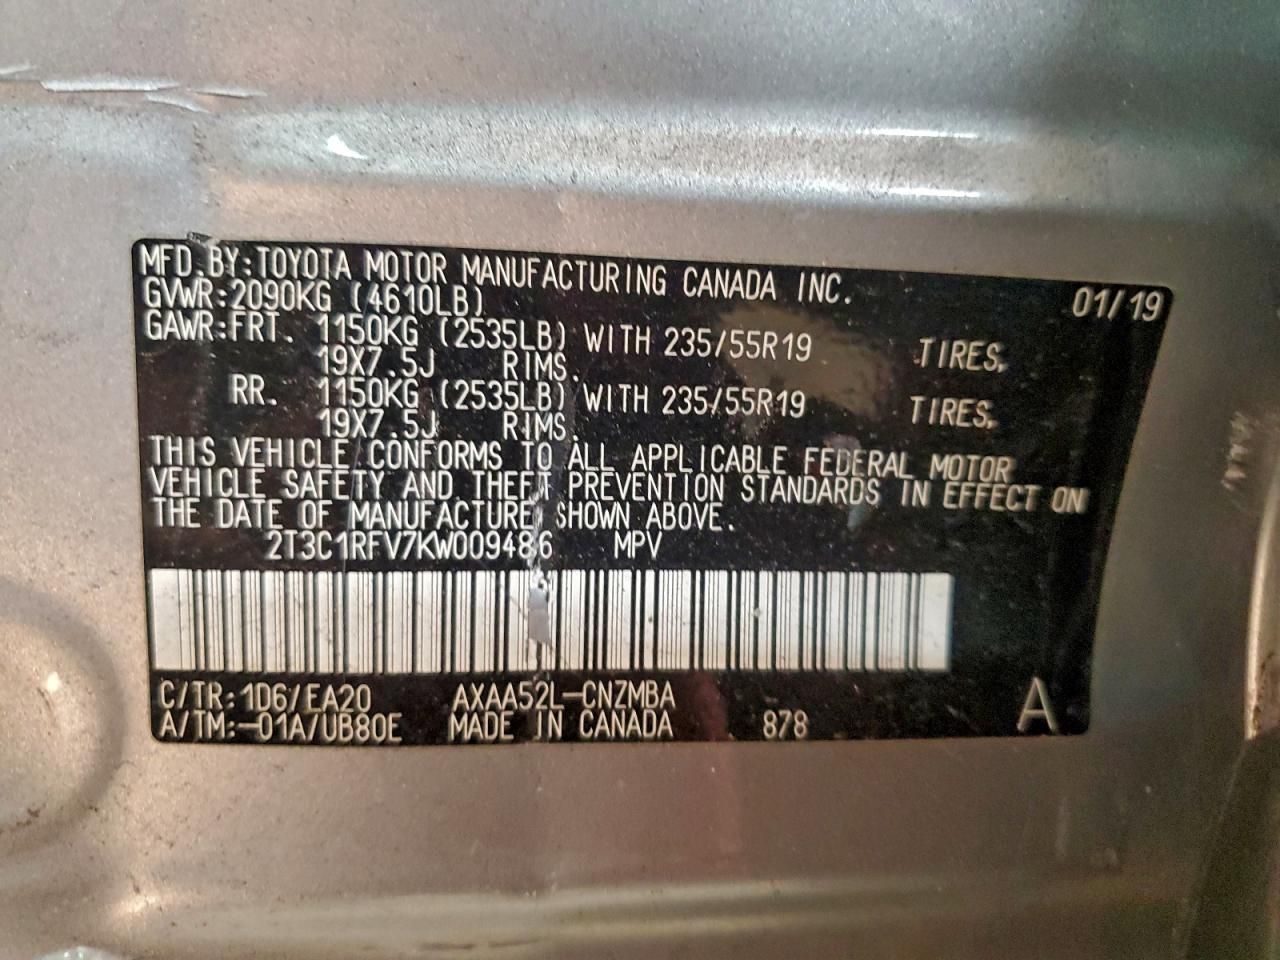 MFD.BY:TOYOTA MOTOR MANUFACTURING CANADA INC.
GVWR:2090KG (4610LB) 01/19
GAWR:FRT. 1150KG (2535LB) WITH 235/55R19 TIRES,
19X7.5J RIMS.
RR. 1150KG (2535LB) WITH 235/55R19 TIRES,
19X7.5J RIMS.
THIS VEHICLE CONFORMS TO ALL APPLICABLE FEDERAL MOTOR
VEHICLE SAFETY AND THEFT PREVENTION STANDARDS IN EFFECT ON
THE DATE OF MANUFACTURE SHOWN ABOVE.
2T3C1RFV7KW009486 MPV
C/TR:1D6/EA20 AXAA52L-CNZMBA
A/TM:-01A/UB80E MADE IN CANADA 878 A